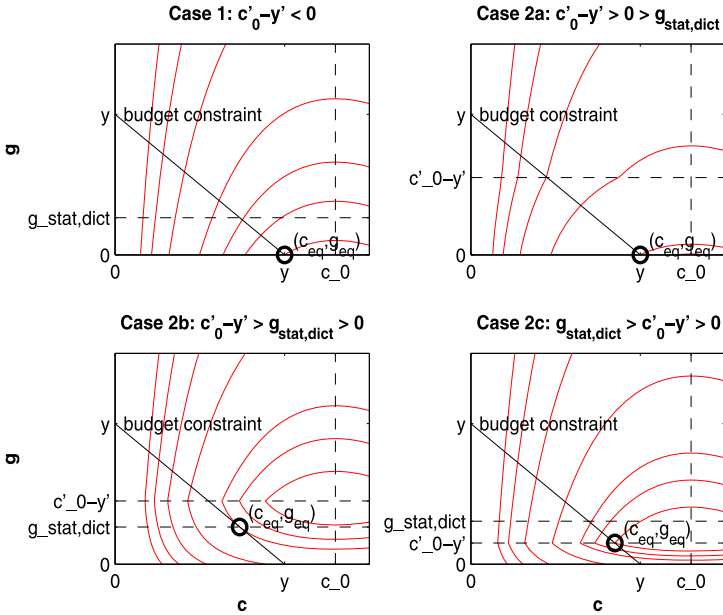 Case 1: c'0−y' < 0
Case 2a: c'0−y' > 0 > gstat,dict
g
y
budget constraint
g_stat,dict
0
(ceq,geq)
0
y
c_0
y
budget constraint
c'_0−y'
0
(ceq,geq)
0
y
c_0
Case 2b: c'0−y' > gstat,dict > 0
Case 2c: gstat,dict > c'0−y' > 0
g
y
budget constraint
c'_0−y'
(ceq,geq)
g_stat,dict
0
0
y
c_0
c
y
budget constraint
g_stat,dict
(ceq,geq)
c'_0−y'
0
0
y
c_0
c